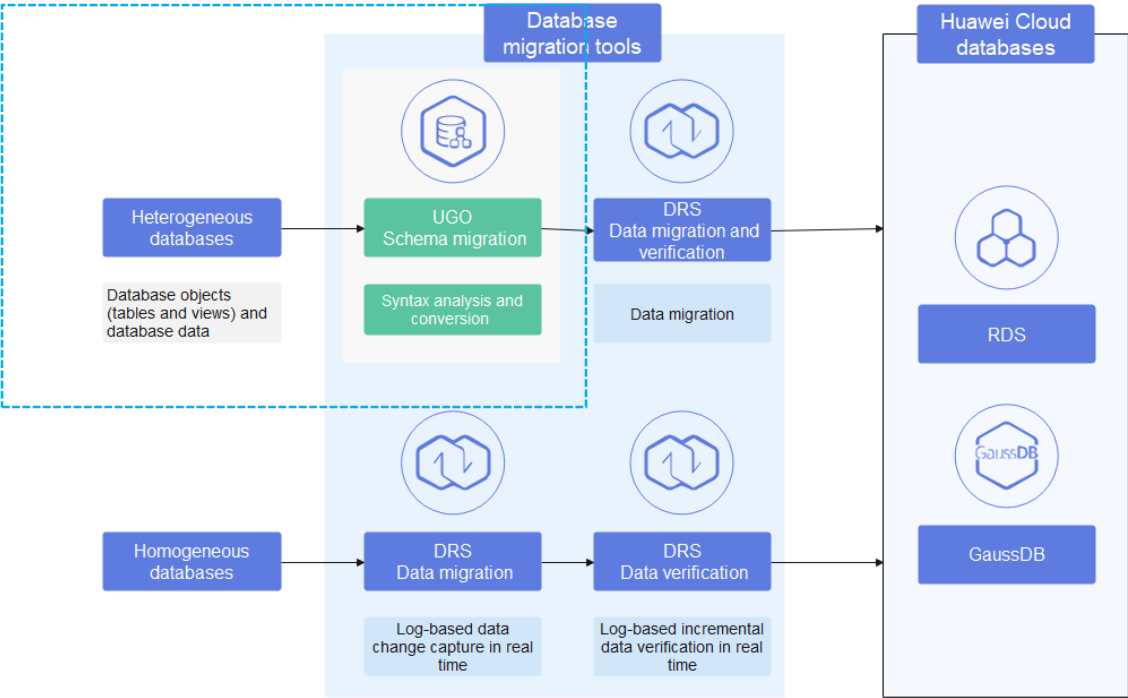 Database
migration tools
Huawei Cloud
databases
Heterogeneous
databases
UGO
Schema migration
DRS
Data migration and
verification
Database objects
(tables and views) and
database data
Syntax analysis and
conversion
Data migration
RDS
GaussDB
GaussDB
Homogeneous
databases
DRS
Data migration
DRS
Data verification
Log-based data
change capture in real
time
Log-based incremental
data verification in real
time